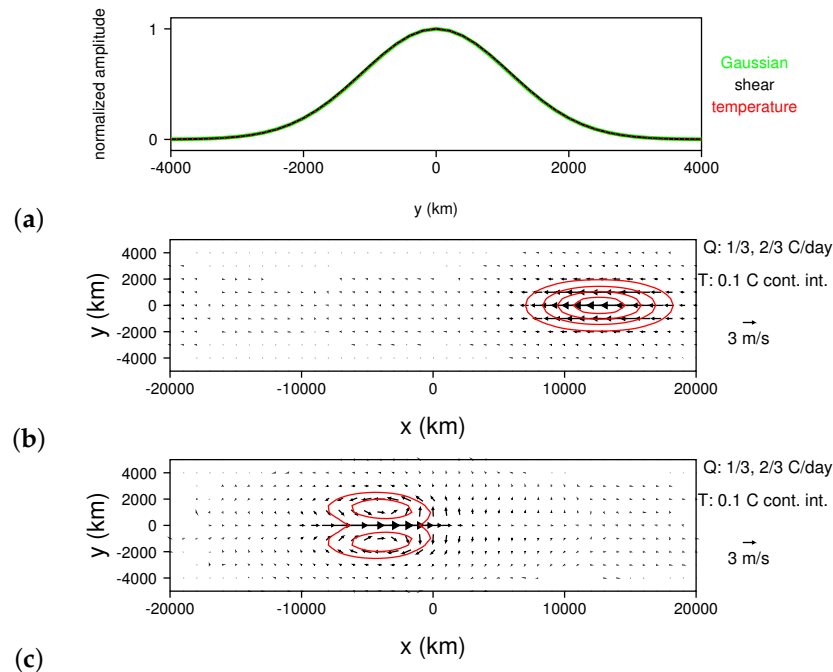 normalized amplitude
1
0
-4000 -2000 0 2000 4000
y (km)
Gaussian
shear
temperature
(a)
4000
2000
0
-2000
-4000
y (km)
-20000 -10000 0 10000 20000
x (km)
Q: 1/3, 2/3 C/day
T: 0.1 C cont. int.
3 m/s
(b)
4000
2000
0
-2000
-4000
y (km)
-20000 -10000 0 10000 20000
x (km)
Q: 1/3, 2/3 C/day
T: 0.1 C cont. int.
3 m/s
(c)